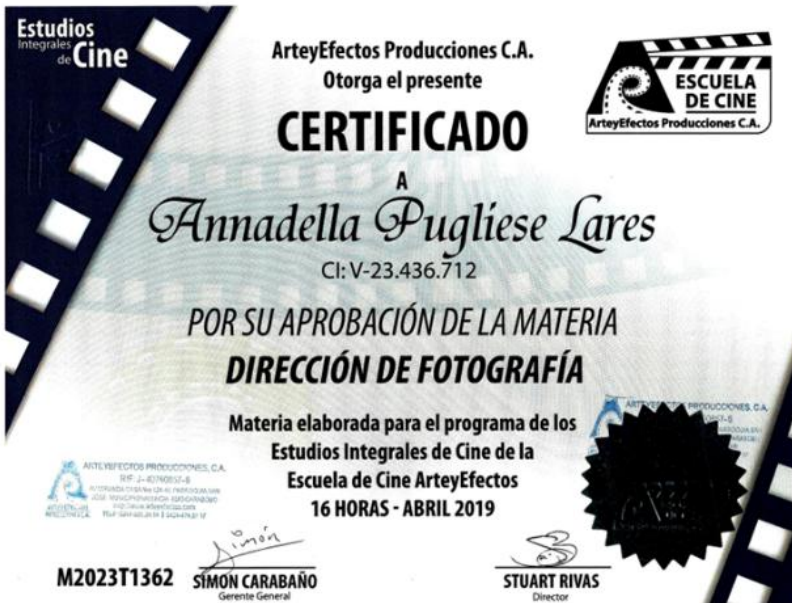 Estudios
Integrales
de Cine
ArteyEfectos Producciones C.A.
Otorga el presente
CERTIFICADO
A
Annadella Pugliese Lares
CI: V-23.436.712
POR SU APROBACIÓN DE LA MATERIA
DIRECCIÓN DE FOTOGRAFÍA
Materia elaborada para el programa de los
Estudios Integrales de Cine de la
Escuela de Cine ArteyEfectos
16 HORAS - ABRIL 2019
ESCUELA
DE CINE
ArteyEfectos Producciones C.A.
ARTEYEFECTOS PRODUCCIONES, C.A.
ARTEYEFECTOS PRODUCCIONES, C.A.
M2023T1362
Simón
SIMÓN CARABAÑO
Gerente General
STUART RIVAS
Director